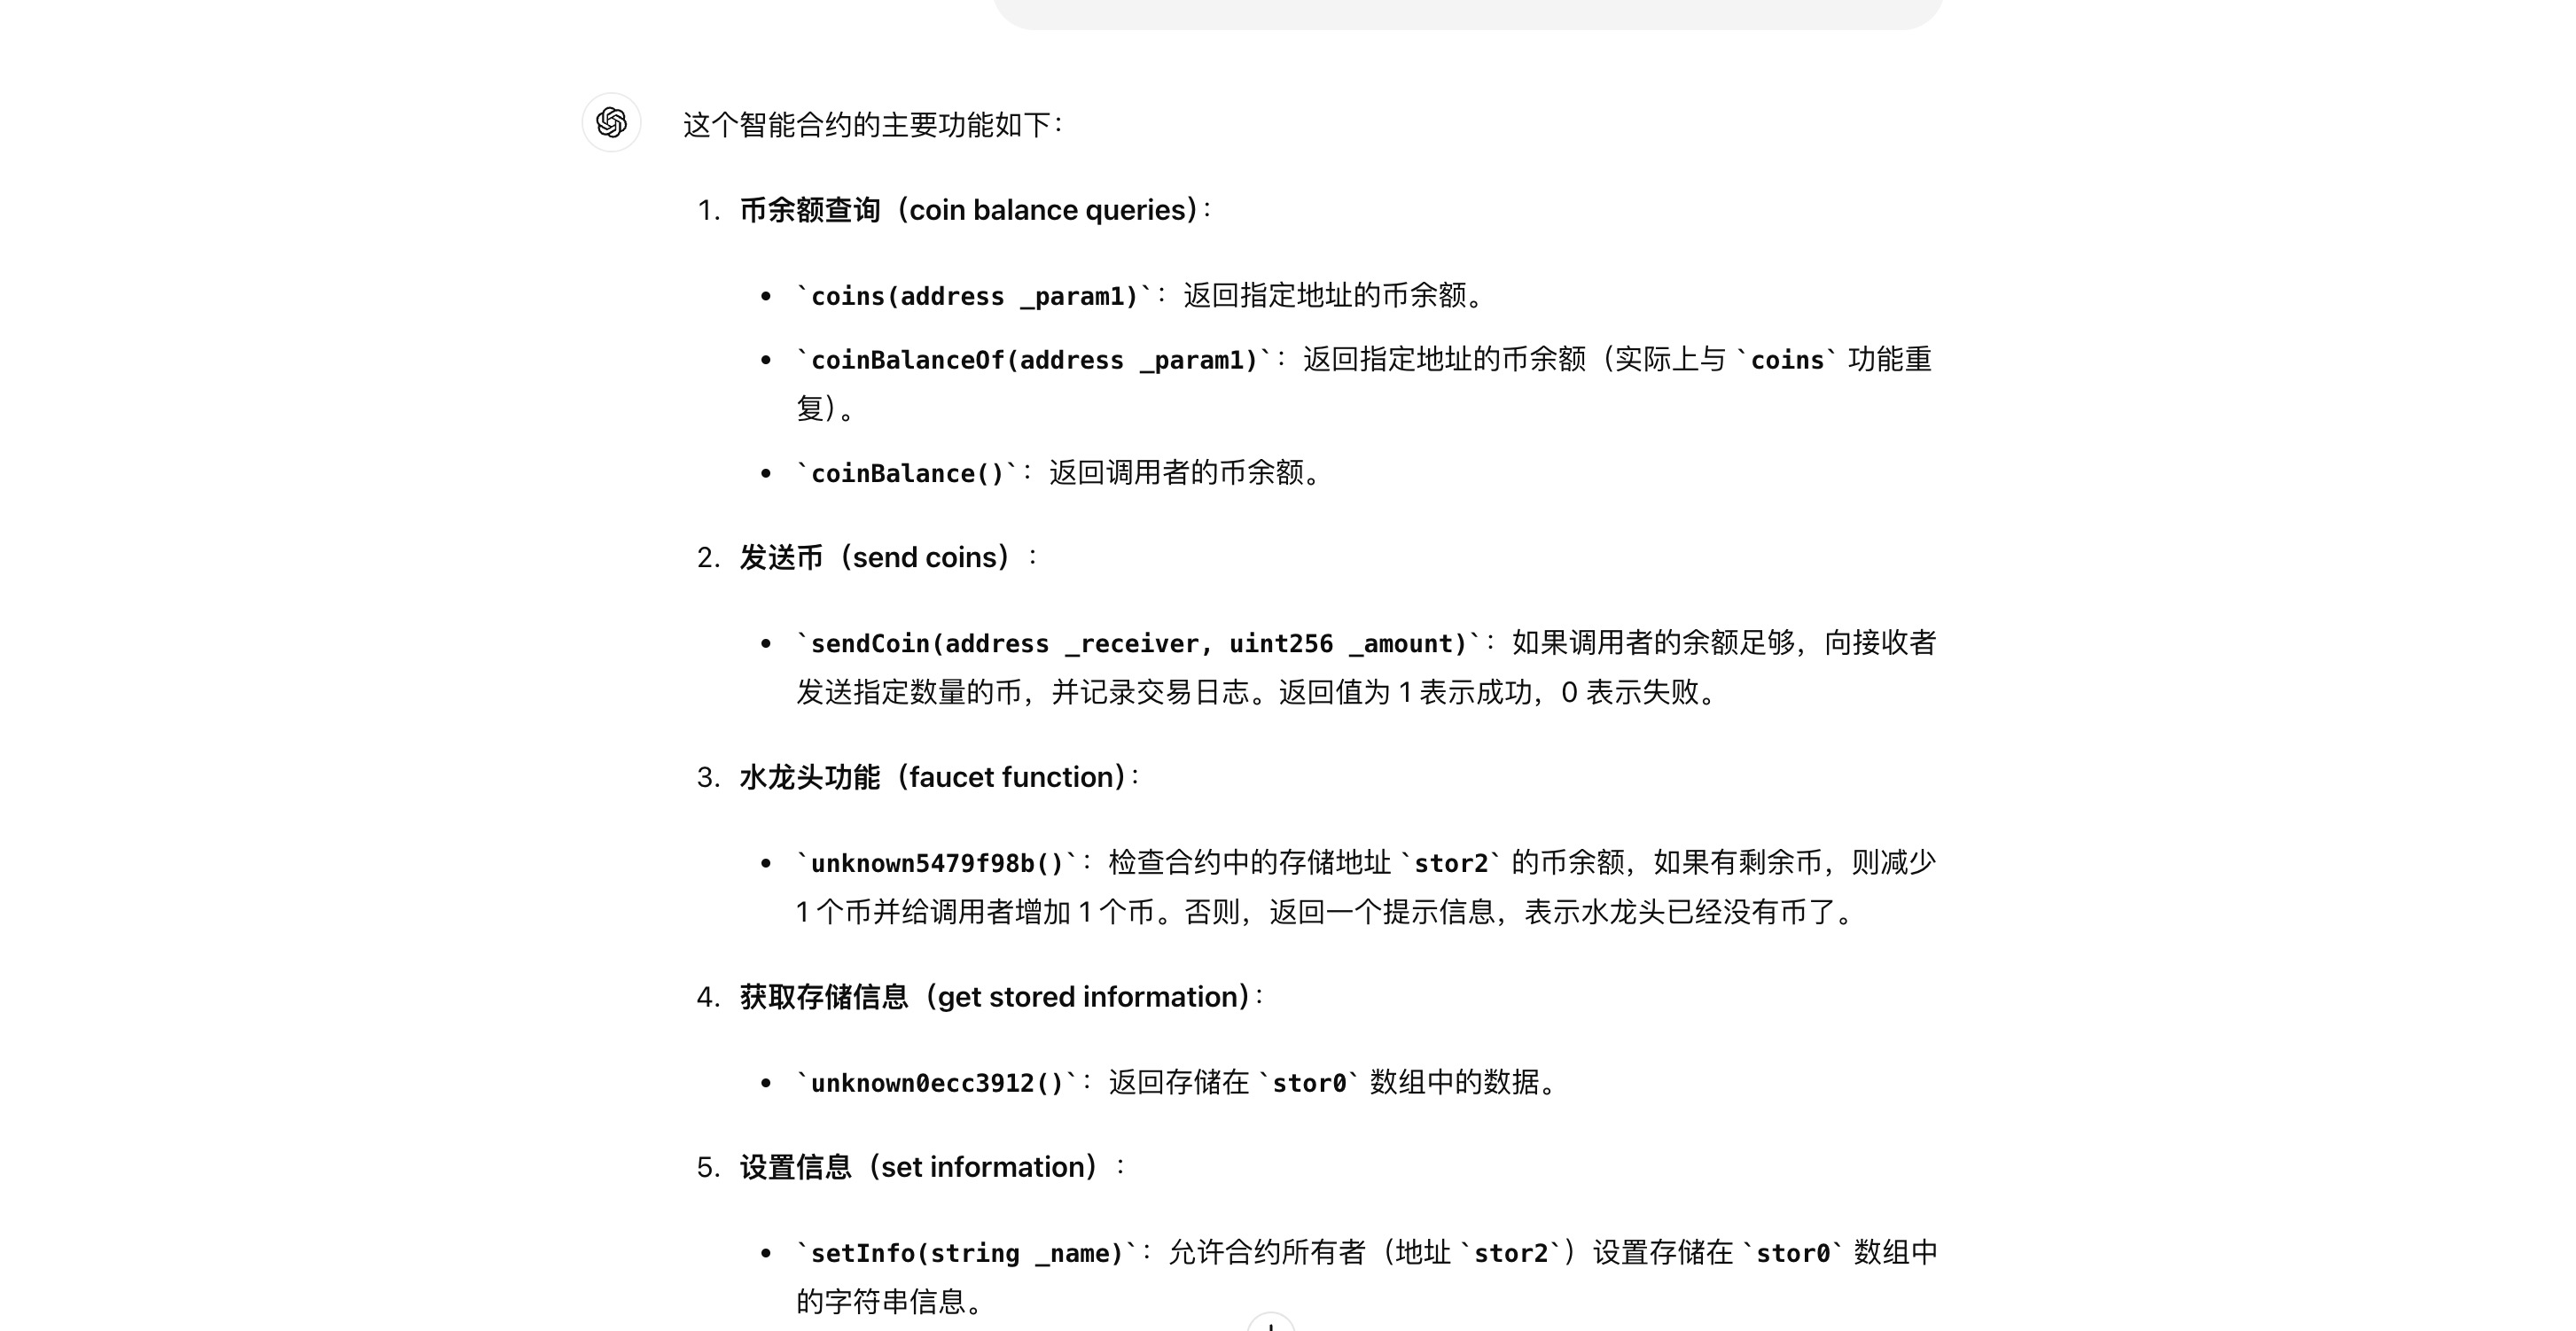 这个智能合约的主要功能如下：
1. 币余额查询（coin balance queries）：
• `coins(address _param1)`：返回指定地址的币余额。
• `coinBalanceOf(address _param1)`：返回指定地址的币余额（实际上与 `coins` 功能重
复）。
• `coinBalance()`：返回调用者的币余额。
2. 发送币（send coins）：
• `sendCoin(address _receiver, uint256 _amount)`：如果调用者的余额足够，向接收者
发送指定数量的币，并记录交易日志。返回值为 1 表示成功，0 表示失败。
3. 水龙头功能（faucet function）：
• `unknown5479f98b()`：检查合约中的存储地址 `stor2` 的币余额，如果有剩余币，则减少
1 个币并给调用者增加 1 个币。否则，返回一个提示信息，表示水龙头已经没有币了。
4. 获取存储信息（get stored information）：
• `unknown0ecc3912()`：返回存储在 `stor0` 数组中的数据。
5. 设置信息（set information）：
• `setInfo(string _name)`：允许合约所有者（地址 `stor2`）设置存储在 `stor0` 数组中
的字符串信息。